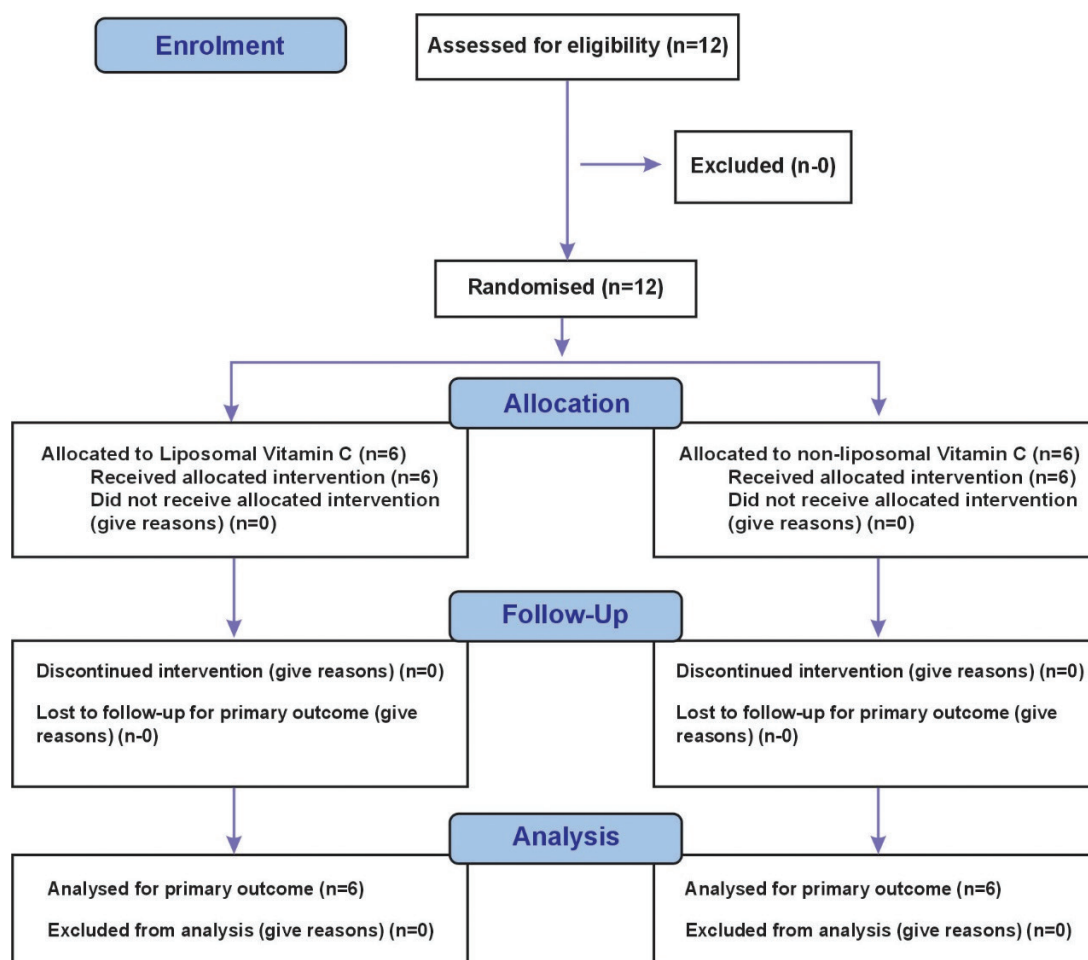 Enrolment
Assessed for eligibility (n=12)
Excluded (n-0)
Randomised (n=12)
Allocation
Allocated to Liposomal Vitamin C (n=6)
Received allocated intervention (n=6)
Did not receive allocated intervention
(give reasons) (n=0)
Allocated to non-liposomal Vitamin C (n=6)
Received allocated intervention (n=6)
Did not receive allocated intervention
(give reasons) (n=0)
Follow-Up
Discontinued intervention (give reasons) (n=0)
Lost to follow-up for primary outcome (give
reasons) (n-0)
Discontinued intervention (give reasons) (n=0)
Lost to follow-up for primary outcome (give
reasons) (n-0)
Analysis
Analysed for primary outcome (n=6)
Excluded from analysis (give reasons) (n=0)
Analysed for primary outcome (n=6)
Excluded from analysis (give reasons) (n=0)